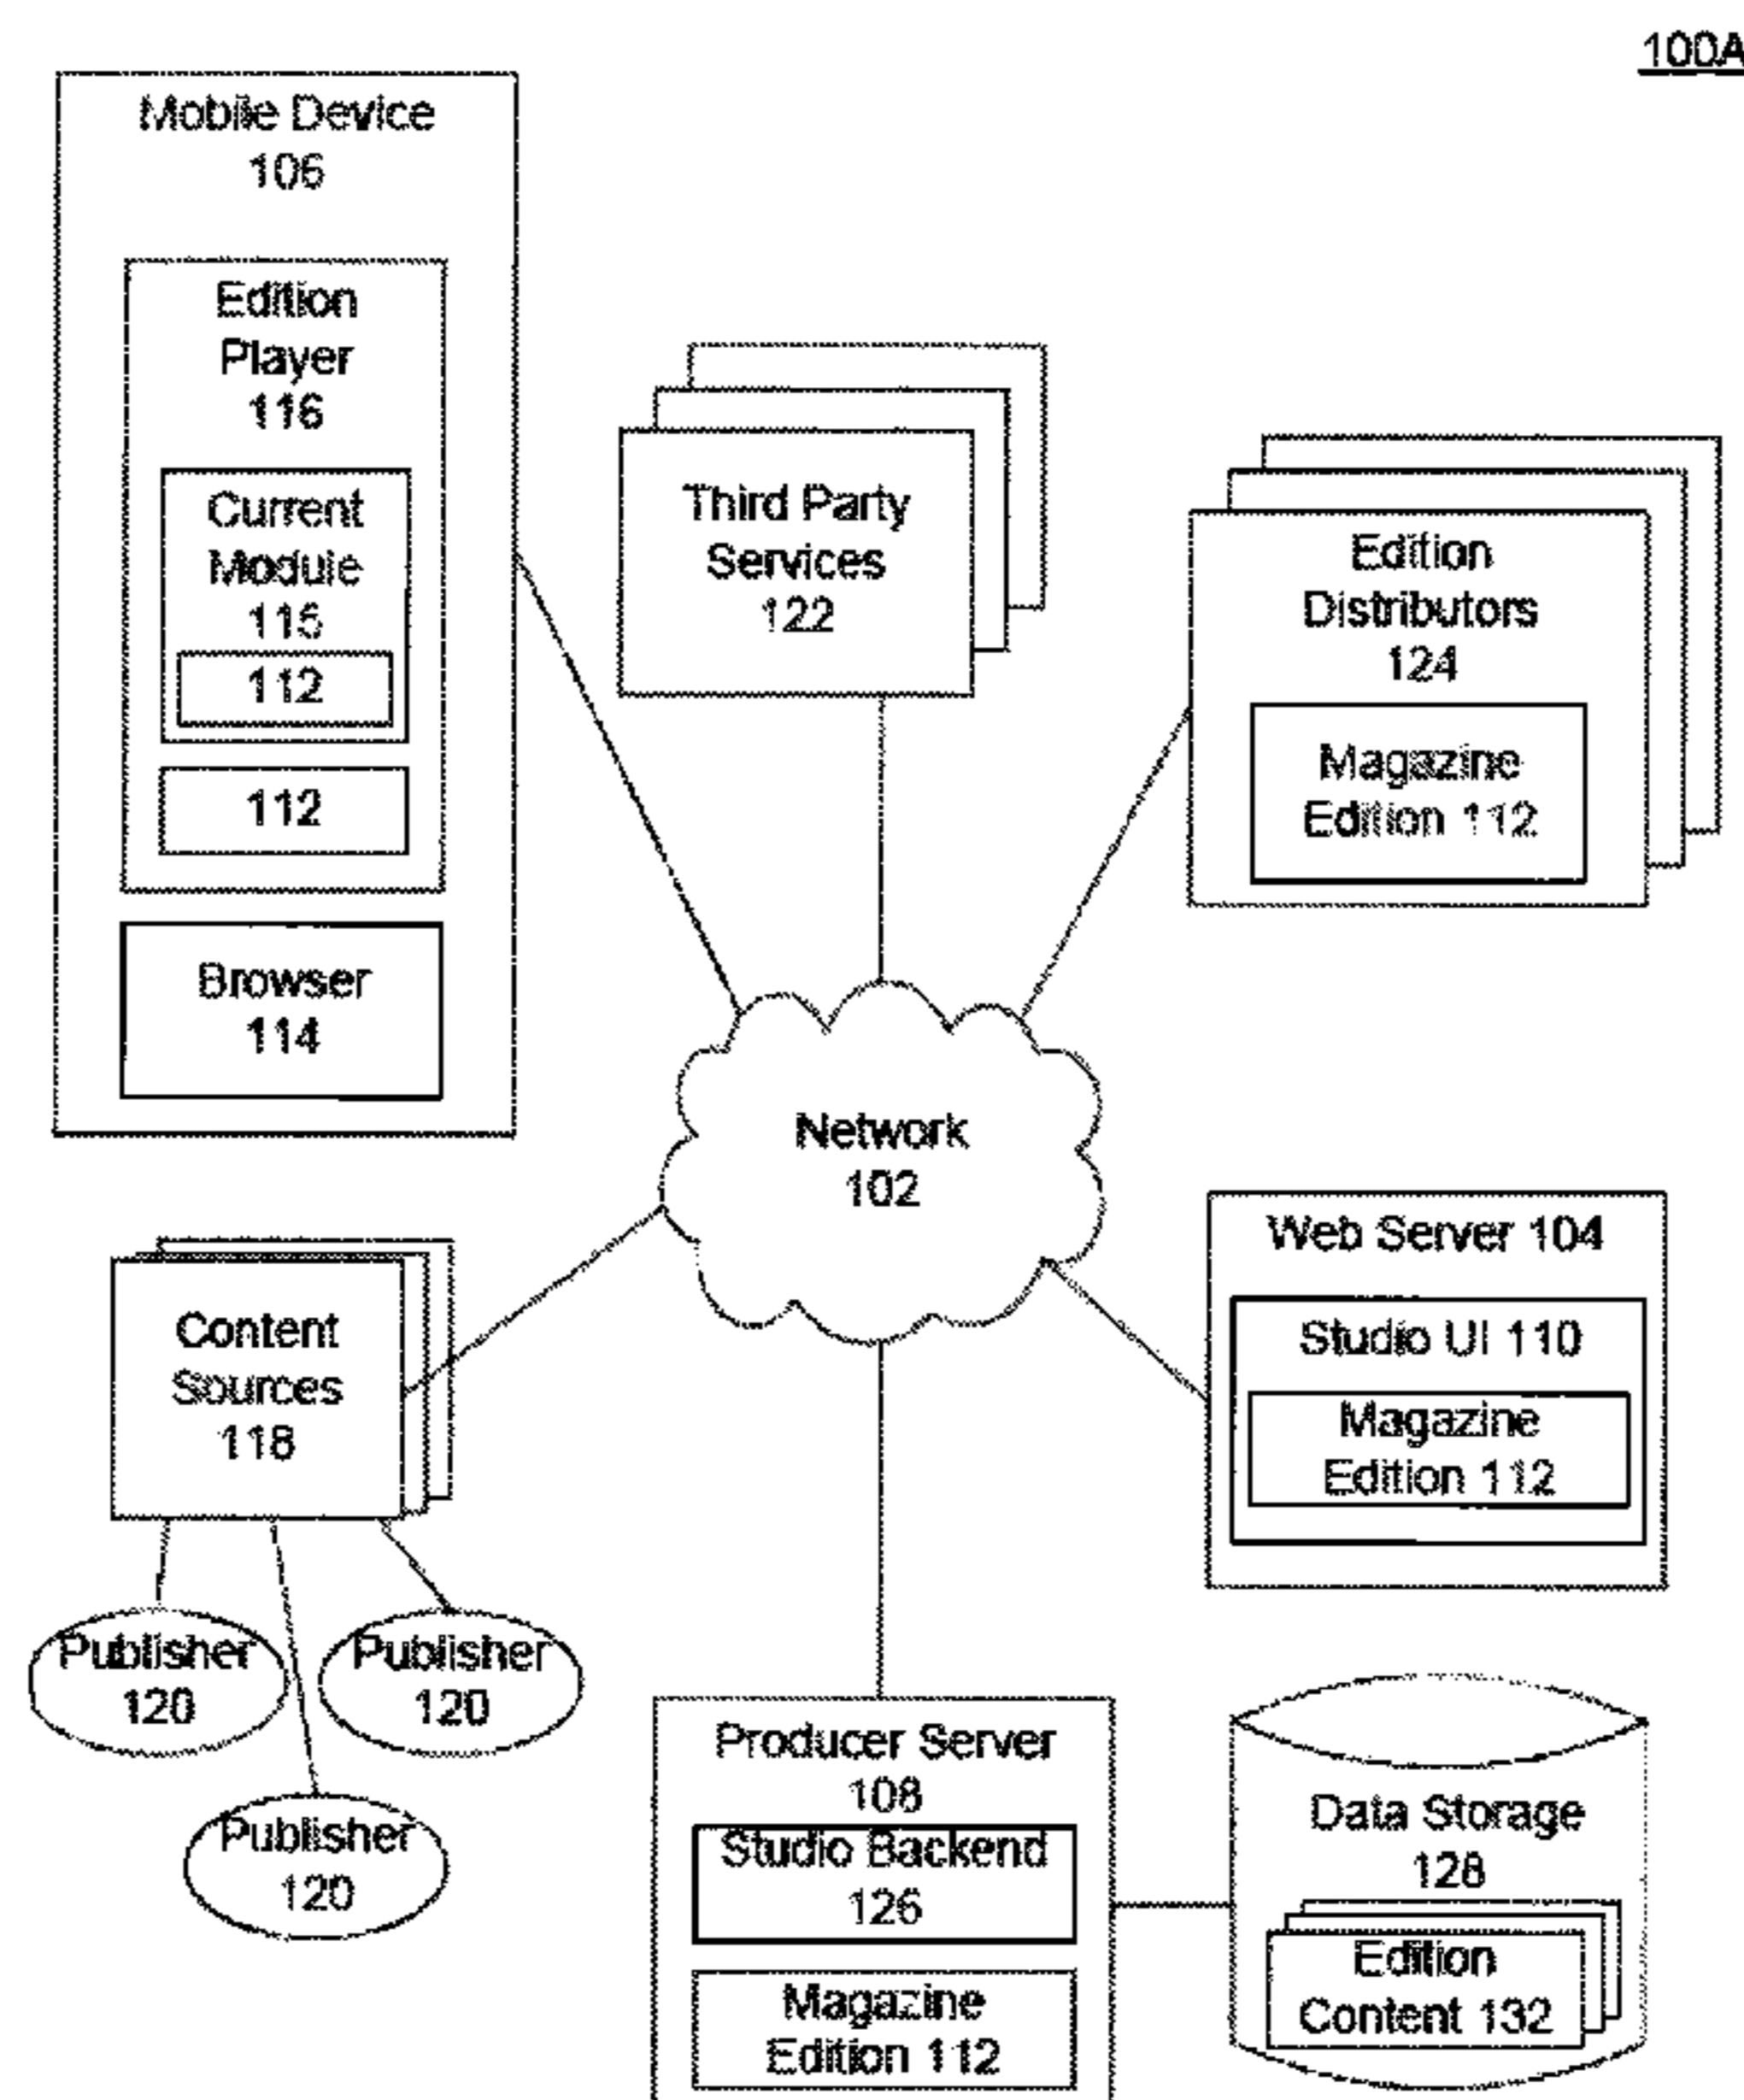 100A
Mobile Device
106
Edition
Player
116
Current
Module
115
112
112
Browser
114
Third Party
Services
122
Edition
Distributors
124
Magazine
Edition 112
Network
102
Web Server 104
Studio UI 110
Magazine
Edition 112
Content
Sources
118
Publisher
120
Publisher
120
Publisher
120
Producer Server
108
Studio Backend
126
Magazine
Edition 112
Data Storage
128
Edition
Content 132